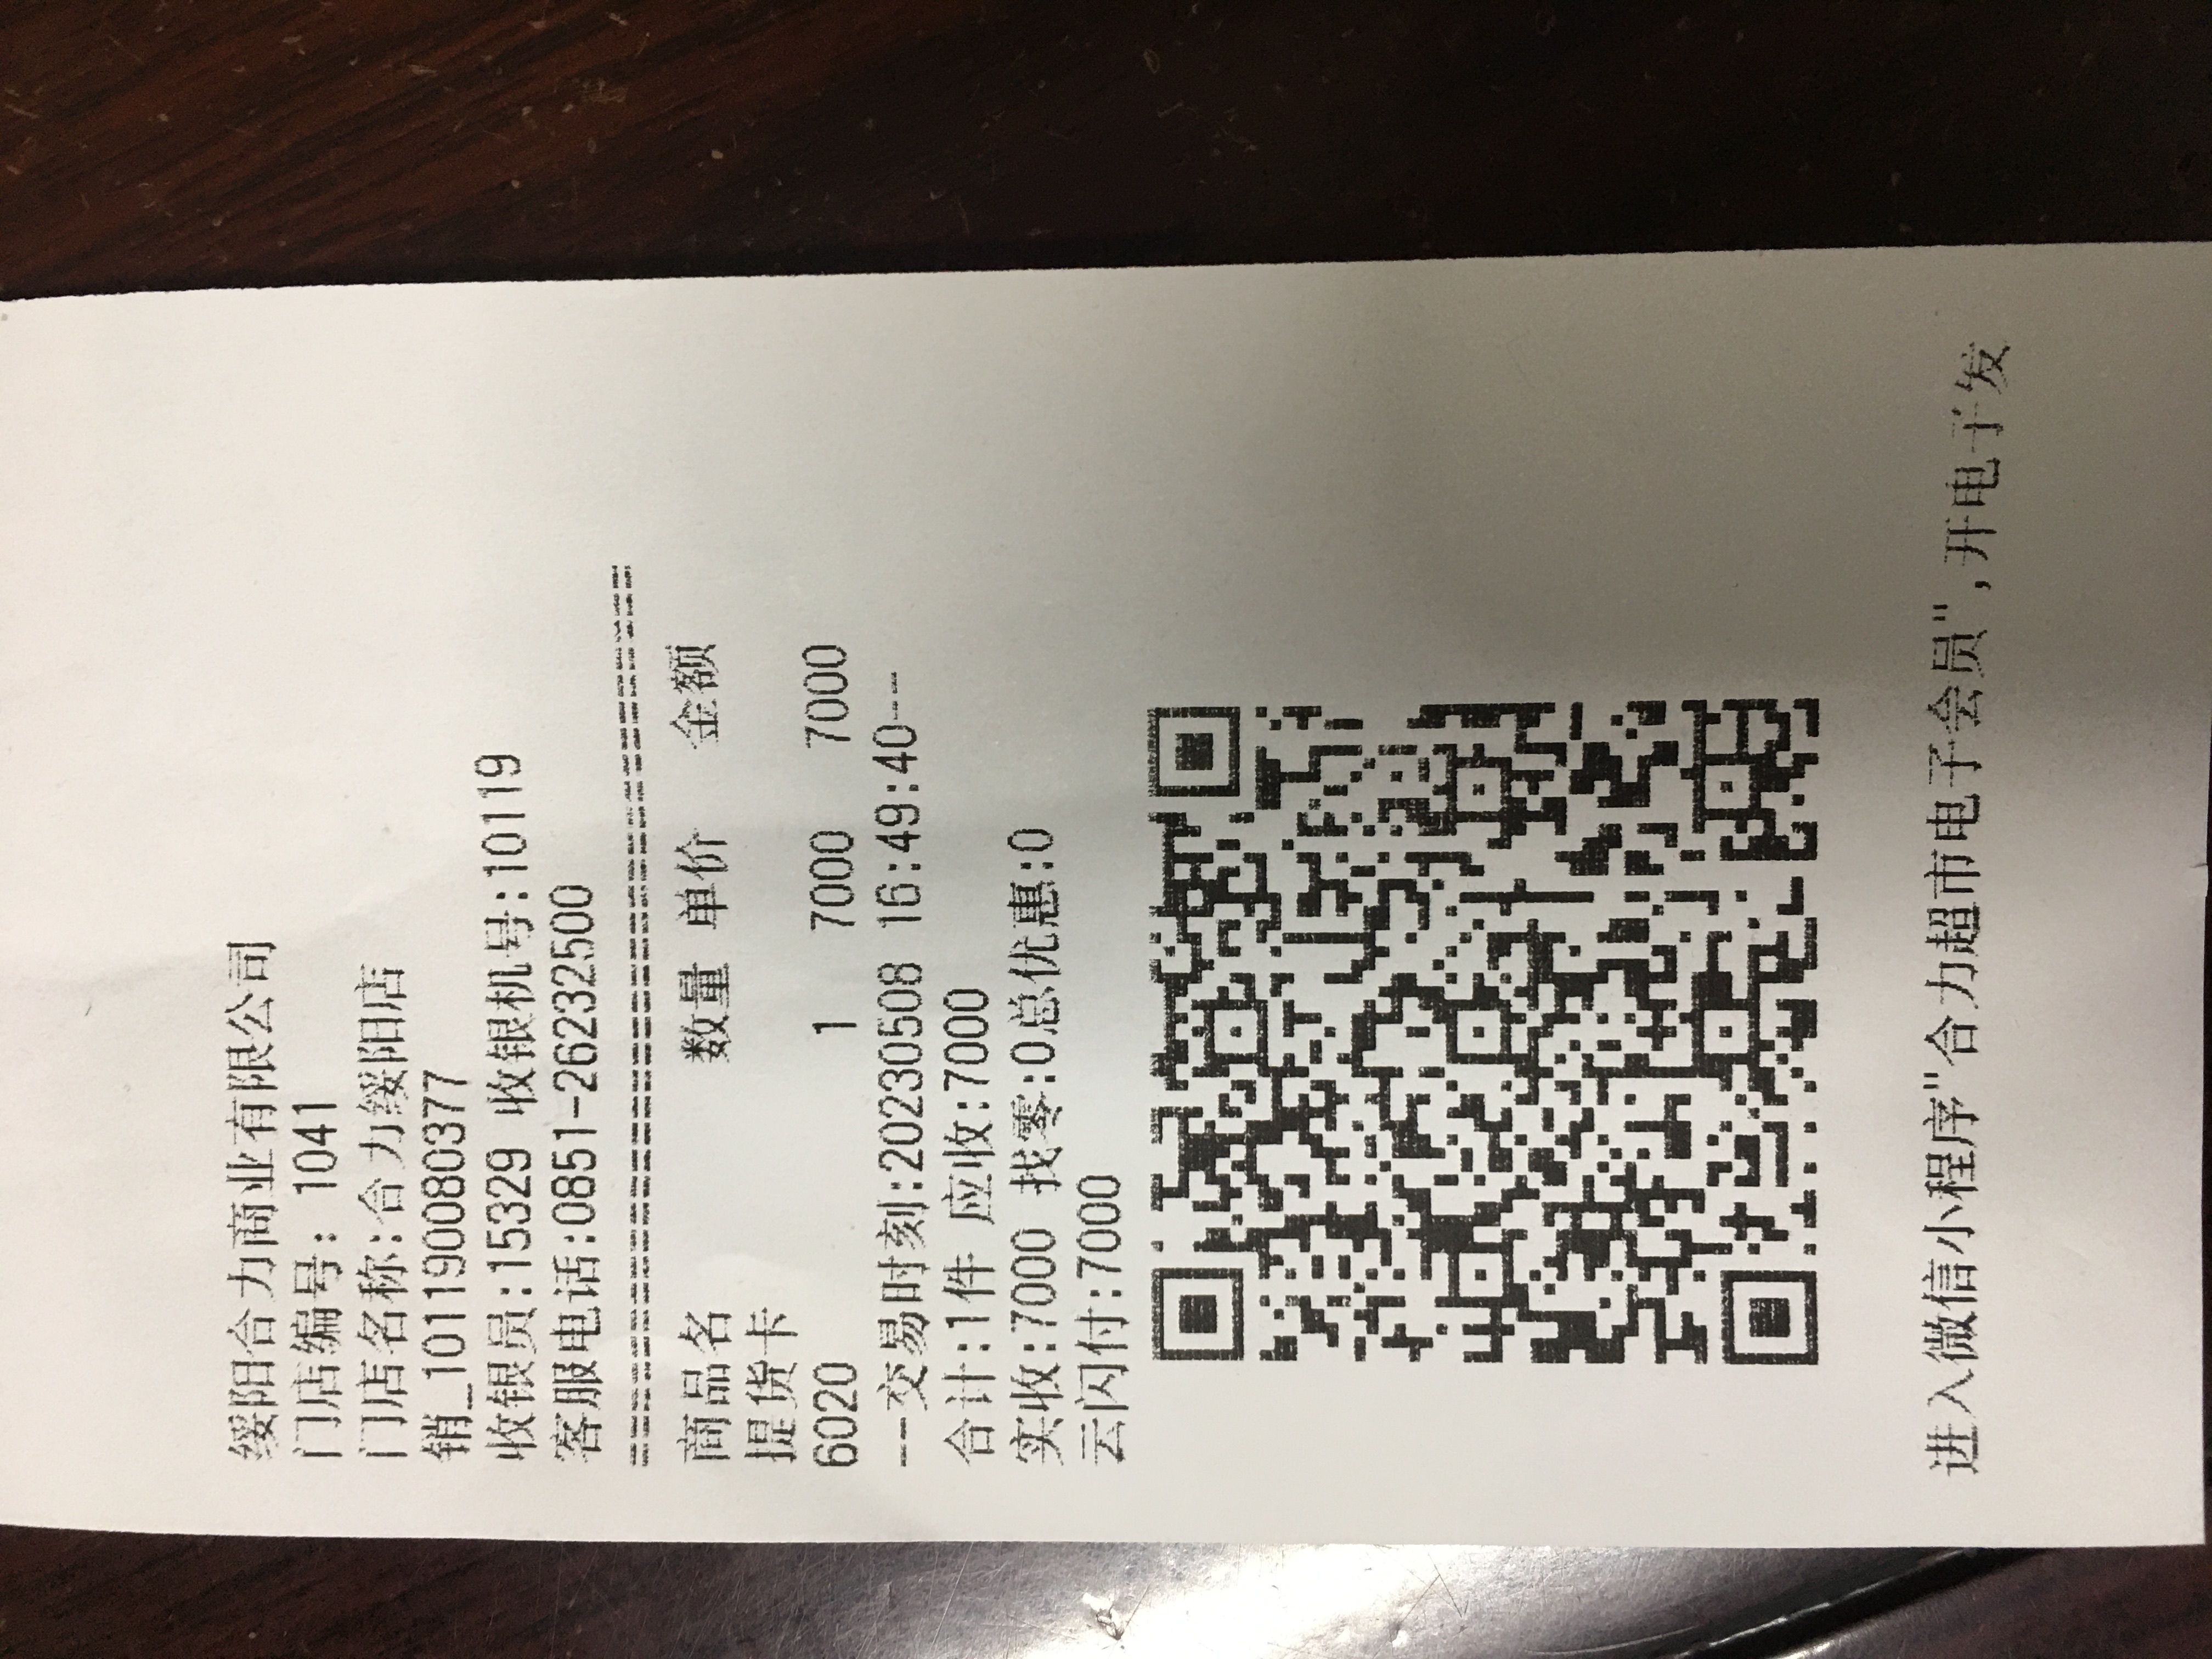 绥阳合力商业有限公司
门店编号: 1041
门店名称:合力绥阳店
销_101190080377
收银员:15329 收银机号:10119
客服电话:0851-26232500
==================================
商品名 数量 单价 金额
提货卡
6020 1 7000 7000
--交易时刻:20230508 16:49:40---
合计:1件 应收:7000
实收:7000 找零:0总优惠:0
云闪付:7000
进入微信小程序"合力超市电子会员",开电子发